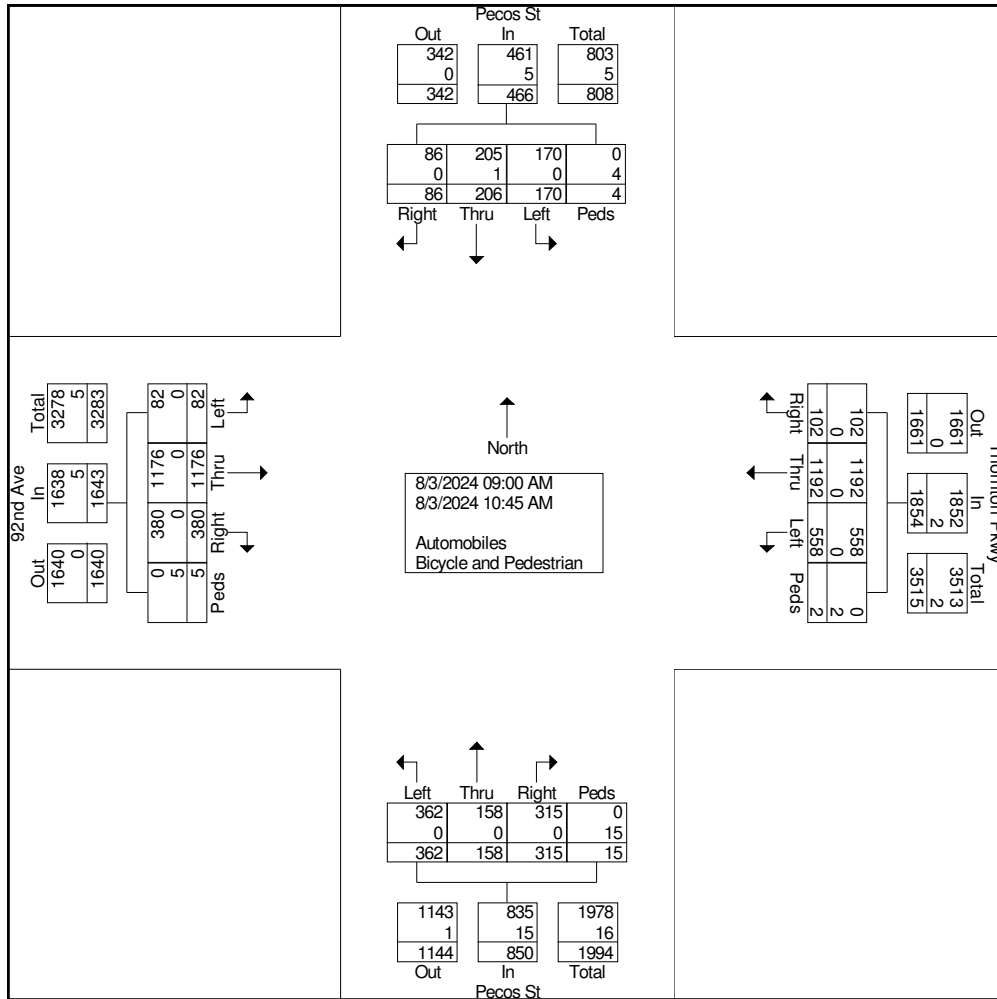 Pecos St
Out In Total
342 461 803
0 5 5
342 466 808
86 205 170 0
0 1 0 4
86 206 170 4
Right Thru Left Peds
92nd Ave
Total In Out
3278 5 3283
1638 5 1643
1640 0 1640
82 0 82 Left
1176 0 1176 Thru
380 0 380 Right
0 5 5 Peds
North
8/3/2024 09:00 AM
8/3/2024 10:45 AM
Automobiles
Bicycle and Pedestrian
Thornton Pkwy
Out In Total
1661 0 1661
1852 2 1854
3513 2 3515
Right 102 0 102
Thru 1192 0 1192
Left 558 0 558
Peds 0 2 2
Left Thru Right Peds
362 158 315 0
0 0 0 15
362 158 315 15
1143 835 1978
1 15 16
1144 850 1994
Out In Total
Pecos St